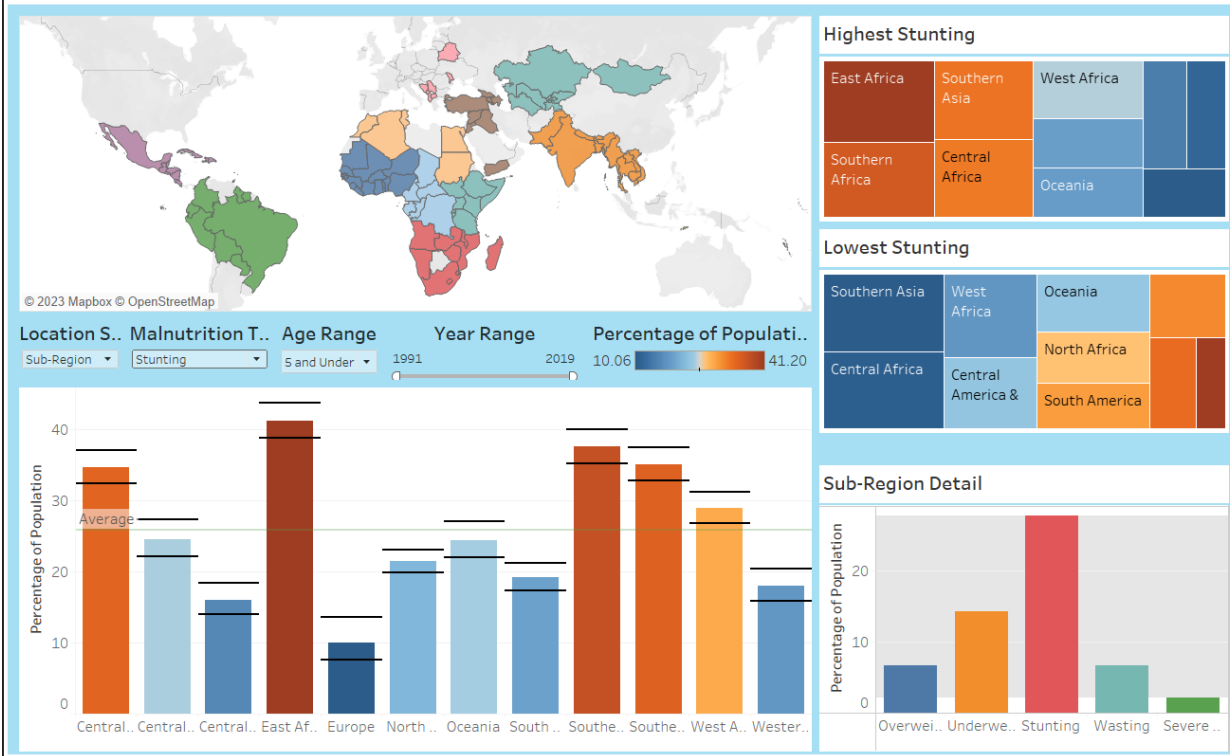 © 2023 Mapbox © OpenStreetMap
Location S.. Malnutrition T.. Age Range Year Range Percentage of Populati..
Sub-Region Stunting 5 and Under 1991 2019 10.06 41.20
Percentage of Population
40
30
20
10
0
Average
Central.. Central.. Central.. East Af.. Europe North .. Oceania South .. Southe.. Southe.. West A.. Wester..
Highest Stunting
East Africa
Southern
Asia
West Africa
Southern
Africa
Central
Africa
Oceania
Lowest Stunting
Southern Asia
West
Africa
Oceania
Central Africa
Central
America &
North Africa
South America
Sub-Region Detail
Percentage of Population
20
10
0
Overwei.. Underwe.. Stunting Wasting Severe ..